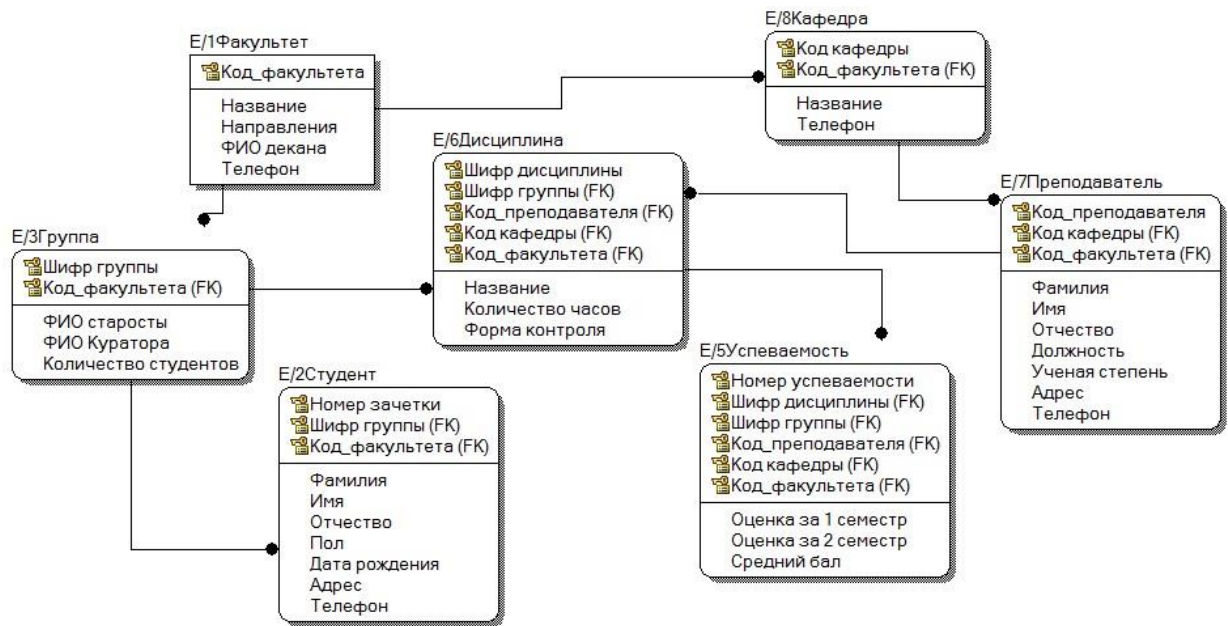 E/1Факультет
Код_факультета
Название
Направления
ФИО декана
Телефон
E/8Кафедра
Код кафедры
Код_факультета (FK)
Название
Телефон
E/6Дисциплина
Шифр дисциплины
Шифр группы (FK)
Код_преподавателя (FK)
Код кафедры (FK)
Код_факультета (FK)
Название
Количество часов
Форма контроля
E/7Преподаватель
Код_преподавателя
Код кафедры (FK)
Код_факультета (FK)
Фамилия
Имя
Отчество
Должность
Ученая степень
Адрес
Телефон
E/3Группа
Шифр группы
Код_факультета (FK)
ФИО старосты
ФИО Куратора
Количество студентов
E/2Студент
Номер зачетки
Шифр группы (FK)
Код_факультета (FK)
Фамилия
Имя
Отчество
Пол
Дата рождения
Адрес
Телефон
E/5Успеваемость
Номер успеваемости
Шифр дисциплины (FK)
Шифр группы (FK)
Код_преподавателя (FK)
Код кафедры (FK)
Код_факультета (FK)
Оценка за 1 семестр
Оценка за 2 семестр
Средний бал